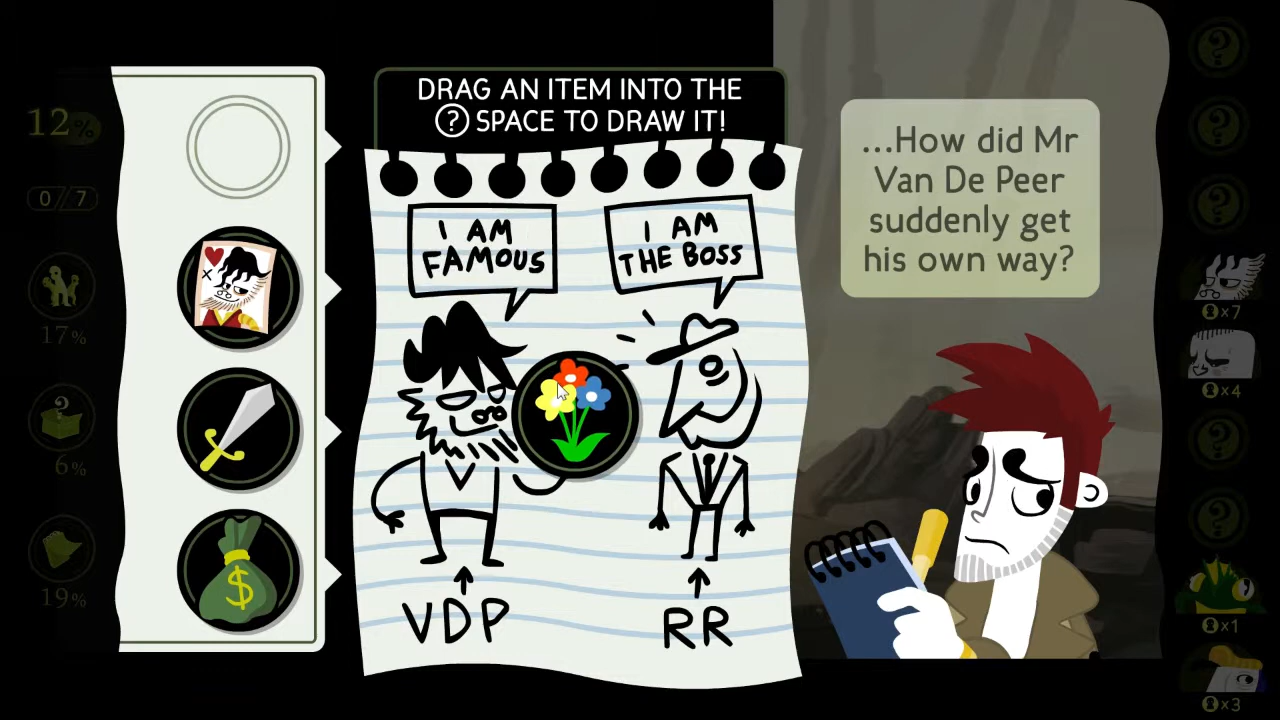 DRAG AN ITEM INTO THE
? SPACE TO DRAW IT!
12%
0/7
17%
?
6%
19%
X
$
I AM
FAMOUS
I AM
THE BOSS
VDP
RR
...How did Mr
Van De Peer
suddenly get
his own way?
?
?
?
x7
x4
?
?
x1
x3